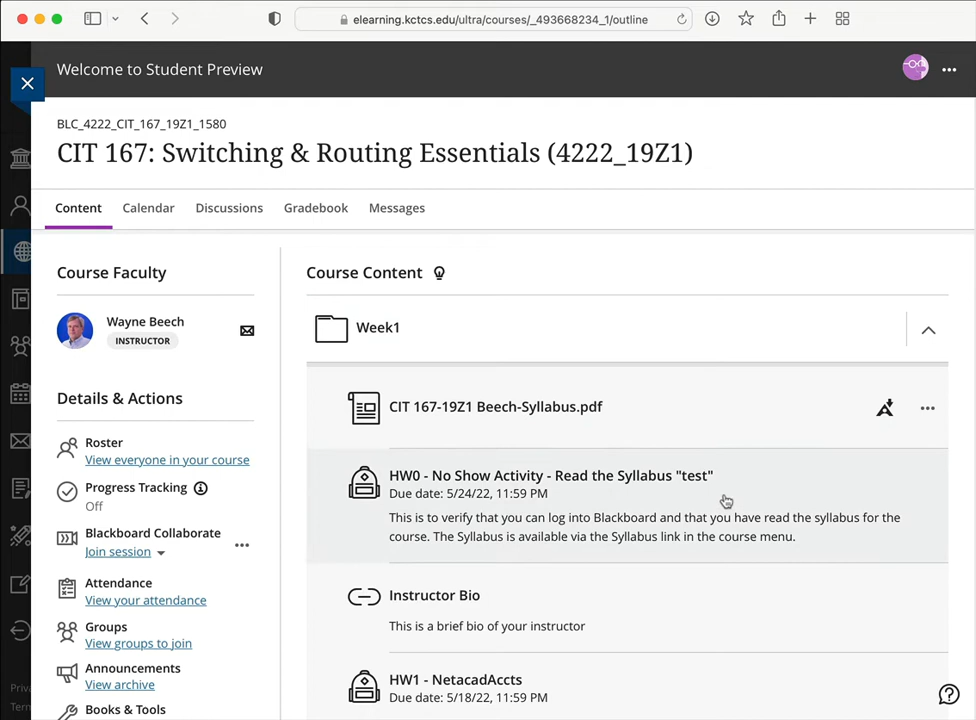 elearning.kctcs.edu/ultra/courses/_493668234_1/outline
Welcome to Student Preview
BLC_4222_CIT_167_19Z1_1580
CIT 167: Switching & Routing Essentials (4222_19Z1)
Content Calendar Discussions Gradebook Messages
Course Faculty
Wayne Beech
INSTRUCTOR
Details & Actions
Roster
View everyone in your course
Progress Tracking
Off
Blackboard Collaborate
Join session
Attendance
View your attendance
Groups
View groups to join
Announcements
View archive
Books & Tools
Course Content
Week1
CIT 167-19Z1 Beech-Syllabus.pdf
HW0 - No Show Activity - Read the Syllabus "test"
Due date: 5/24/22, 11:59 PM
This is to verify that you can log into Blackboard and that you have read the syllabus for the
course. The Syllabus is available via the Syllabus link in the course menu.
Instructor Bio
This is a brief bio of your instructor
HW1 - NetacadAccts
Due date: 5/18/22, 11:59 PM
Priva
Term